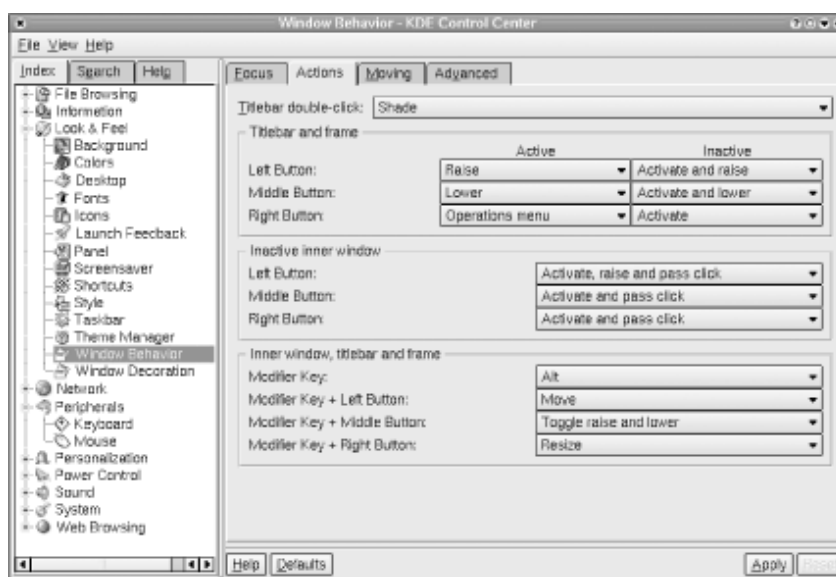 Window Behavior - KDE Control Center
File View Help
Index Search Help
File Browsing
Information
Look & Feel
Background
Colors
Desktop
Fonts
Icons
Launch Feedback
Panel
Screensaver
Shortcuts
Style
Taskbar
Theme Manager
Window Behavior
Window Decoration
Network
Peripherals
Keyboard
Mouse
Personalization
Power Control
Sound
System
Web Browsing
Focus Actions Moving Advanced
Titlebar double-click: Shade
Titlebar and frame
Active Inactive
Left Button: Raise Activate and raise
Middle Button: Lower Activate and lower
Right Button: Operations menu Activate
Inactive inner window
Left Button: Activate, raise and pass click
Middle Button: Activate and pass click
Right Button: Activate and pass click
Inner window, titlebar and frame
Modifier Key: Alt
Modifier Key + Left Button: Move
Modifier Key + Middle Button: Toggle raise and lower
Modifier Key + Right Button: Resize
Help Defaults Apply